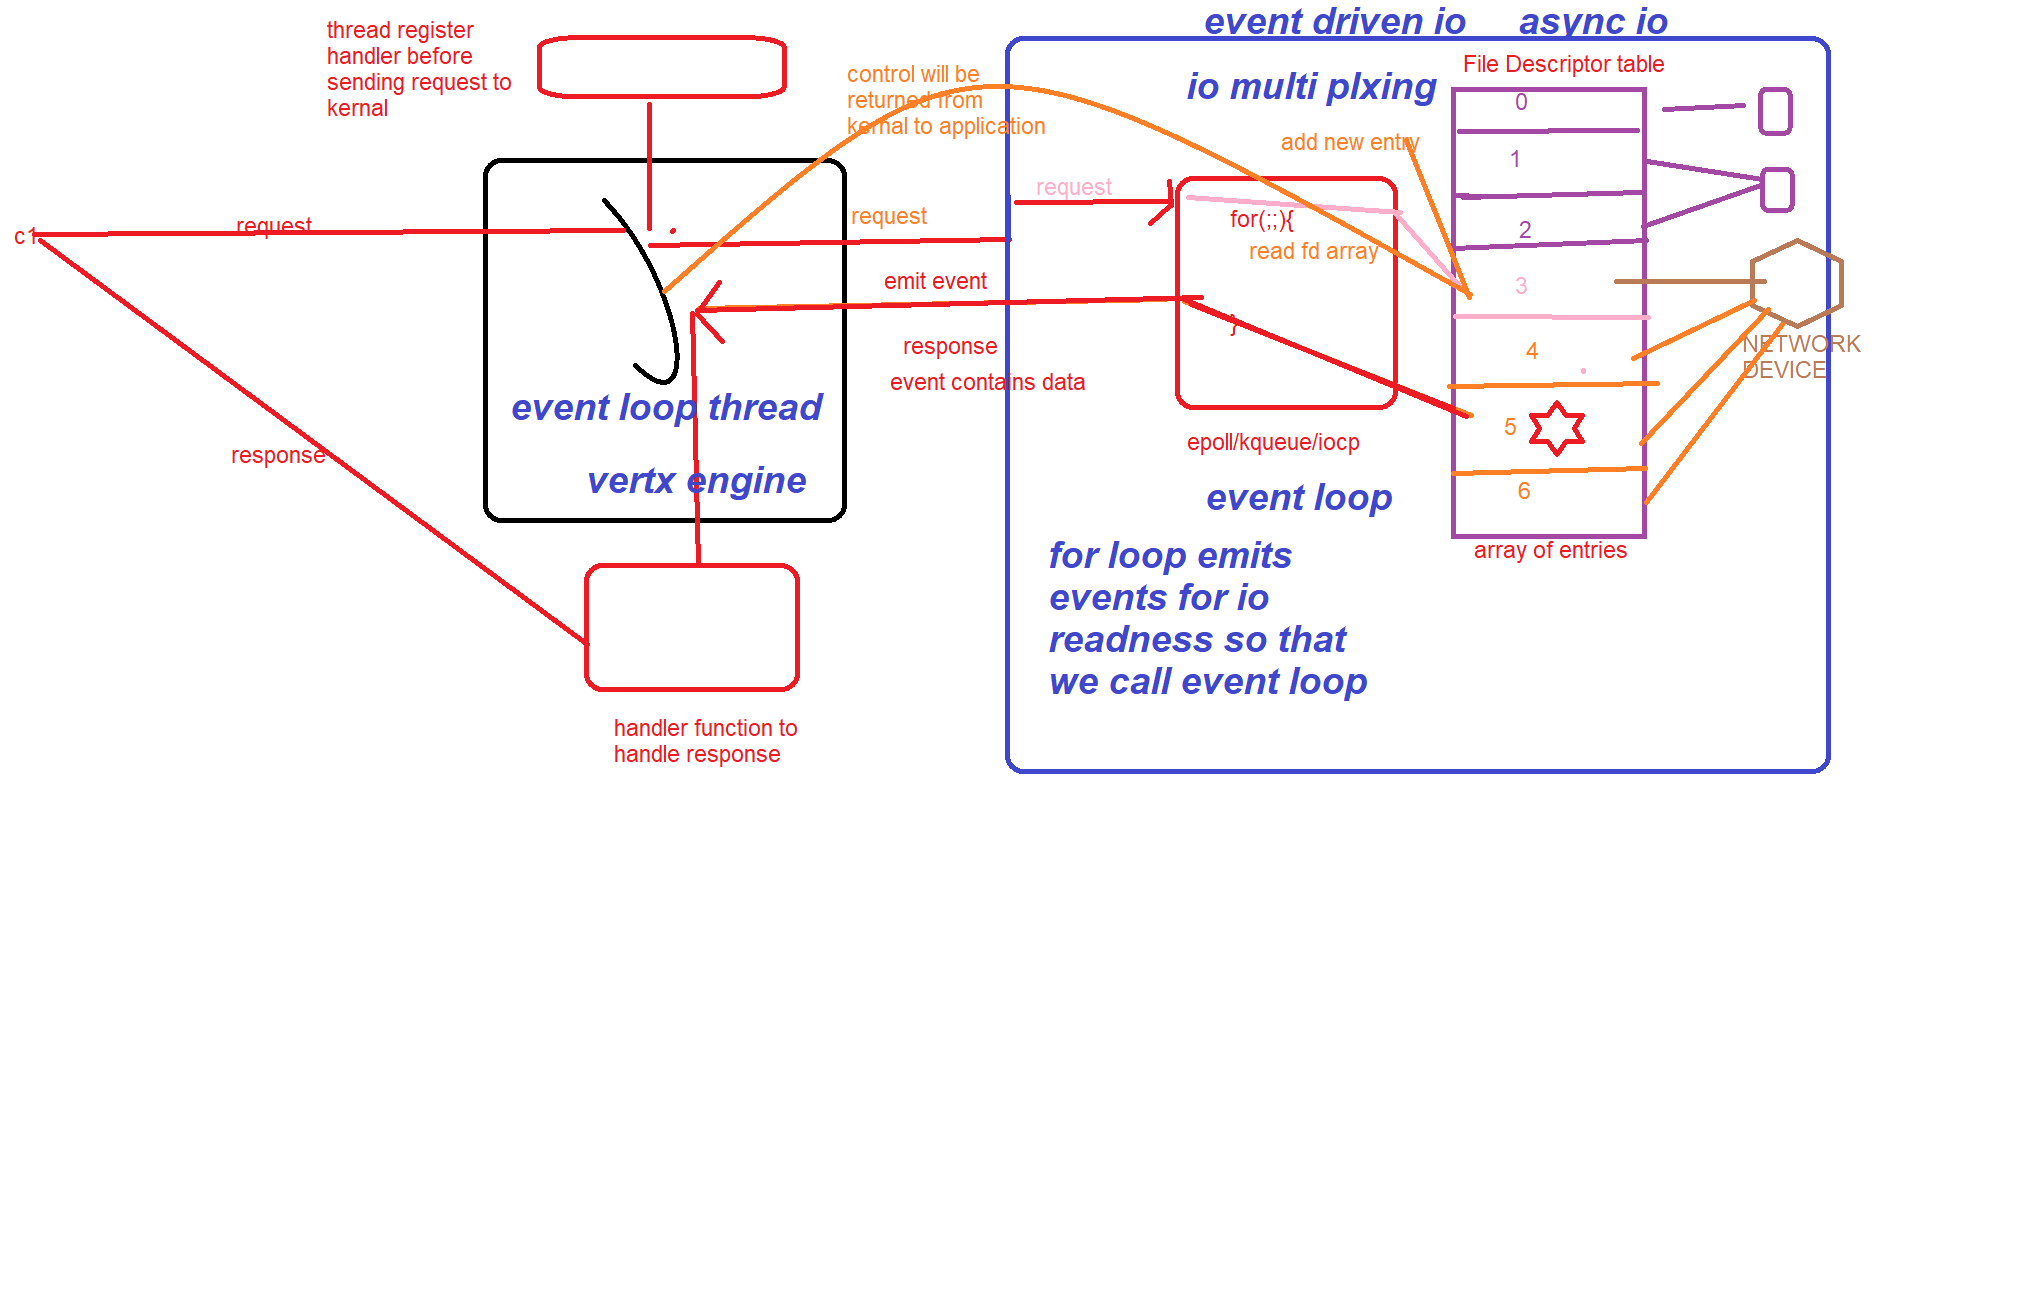 thread register
handler before
sending request to
kernal
c1
request
response
event loop thread
vertx engine
handler function to
handle response
control will be
returned from
kernal to application
request
emit event
response
event contains data
event driven io
async io
io multi plxing
request
add new entry
for(;;){
read fd array
}
epoll/kqueue/iocp
event loop
for loop emits
events for io
readness so that
we call event loop
File Descriptor table
0
1
2
3
4
5
6
array of entries
NETWORK
DEVICE